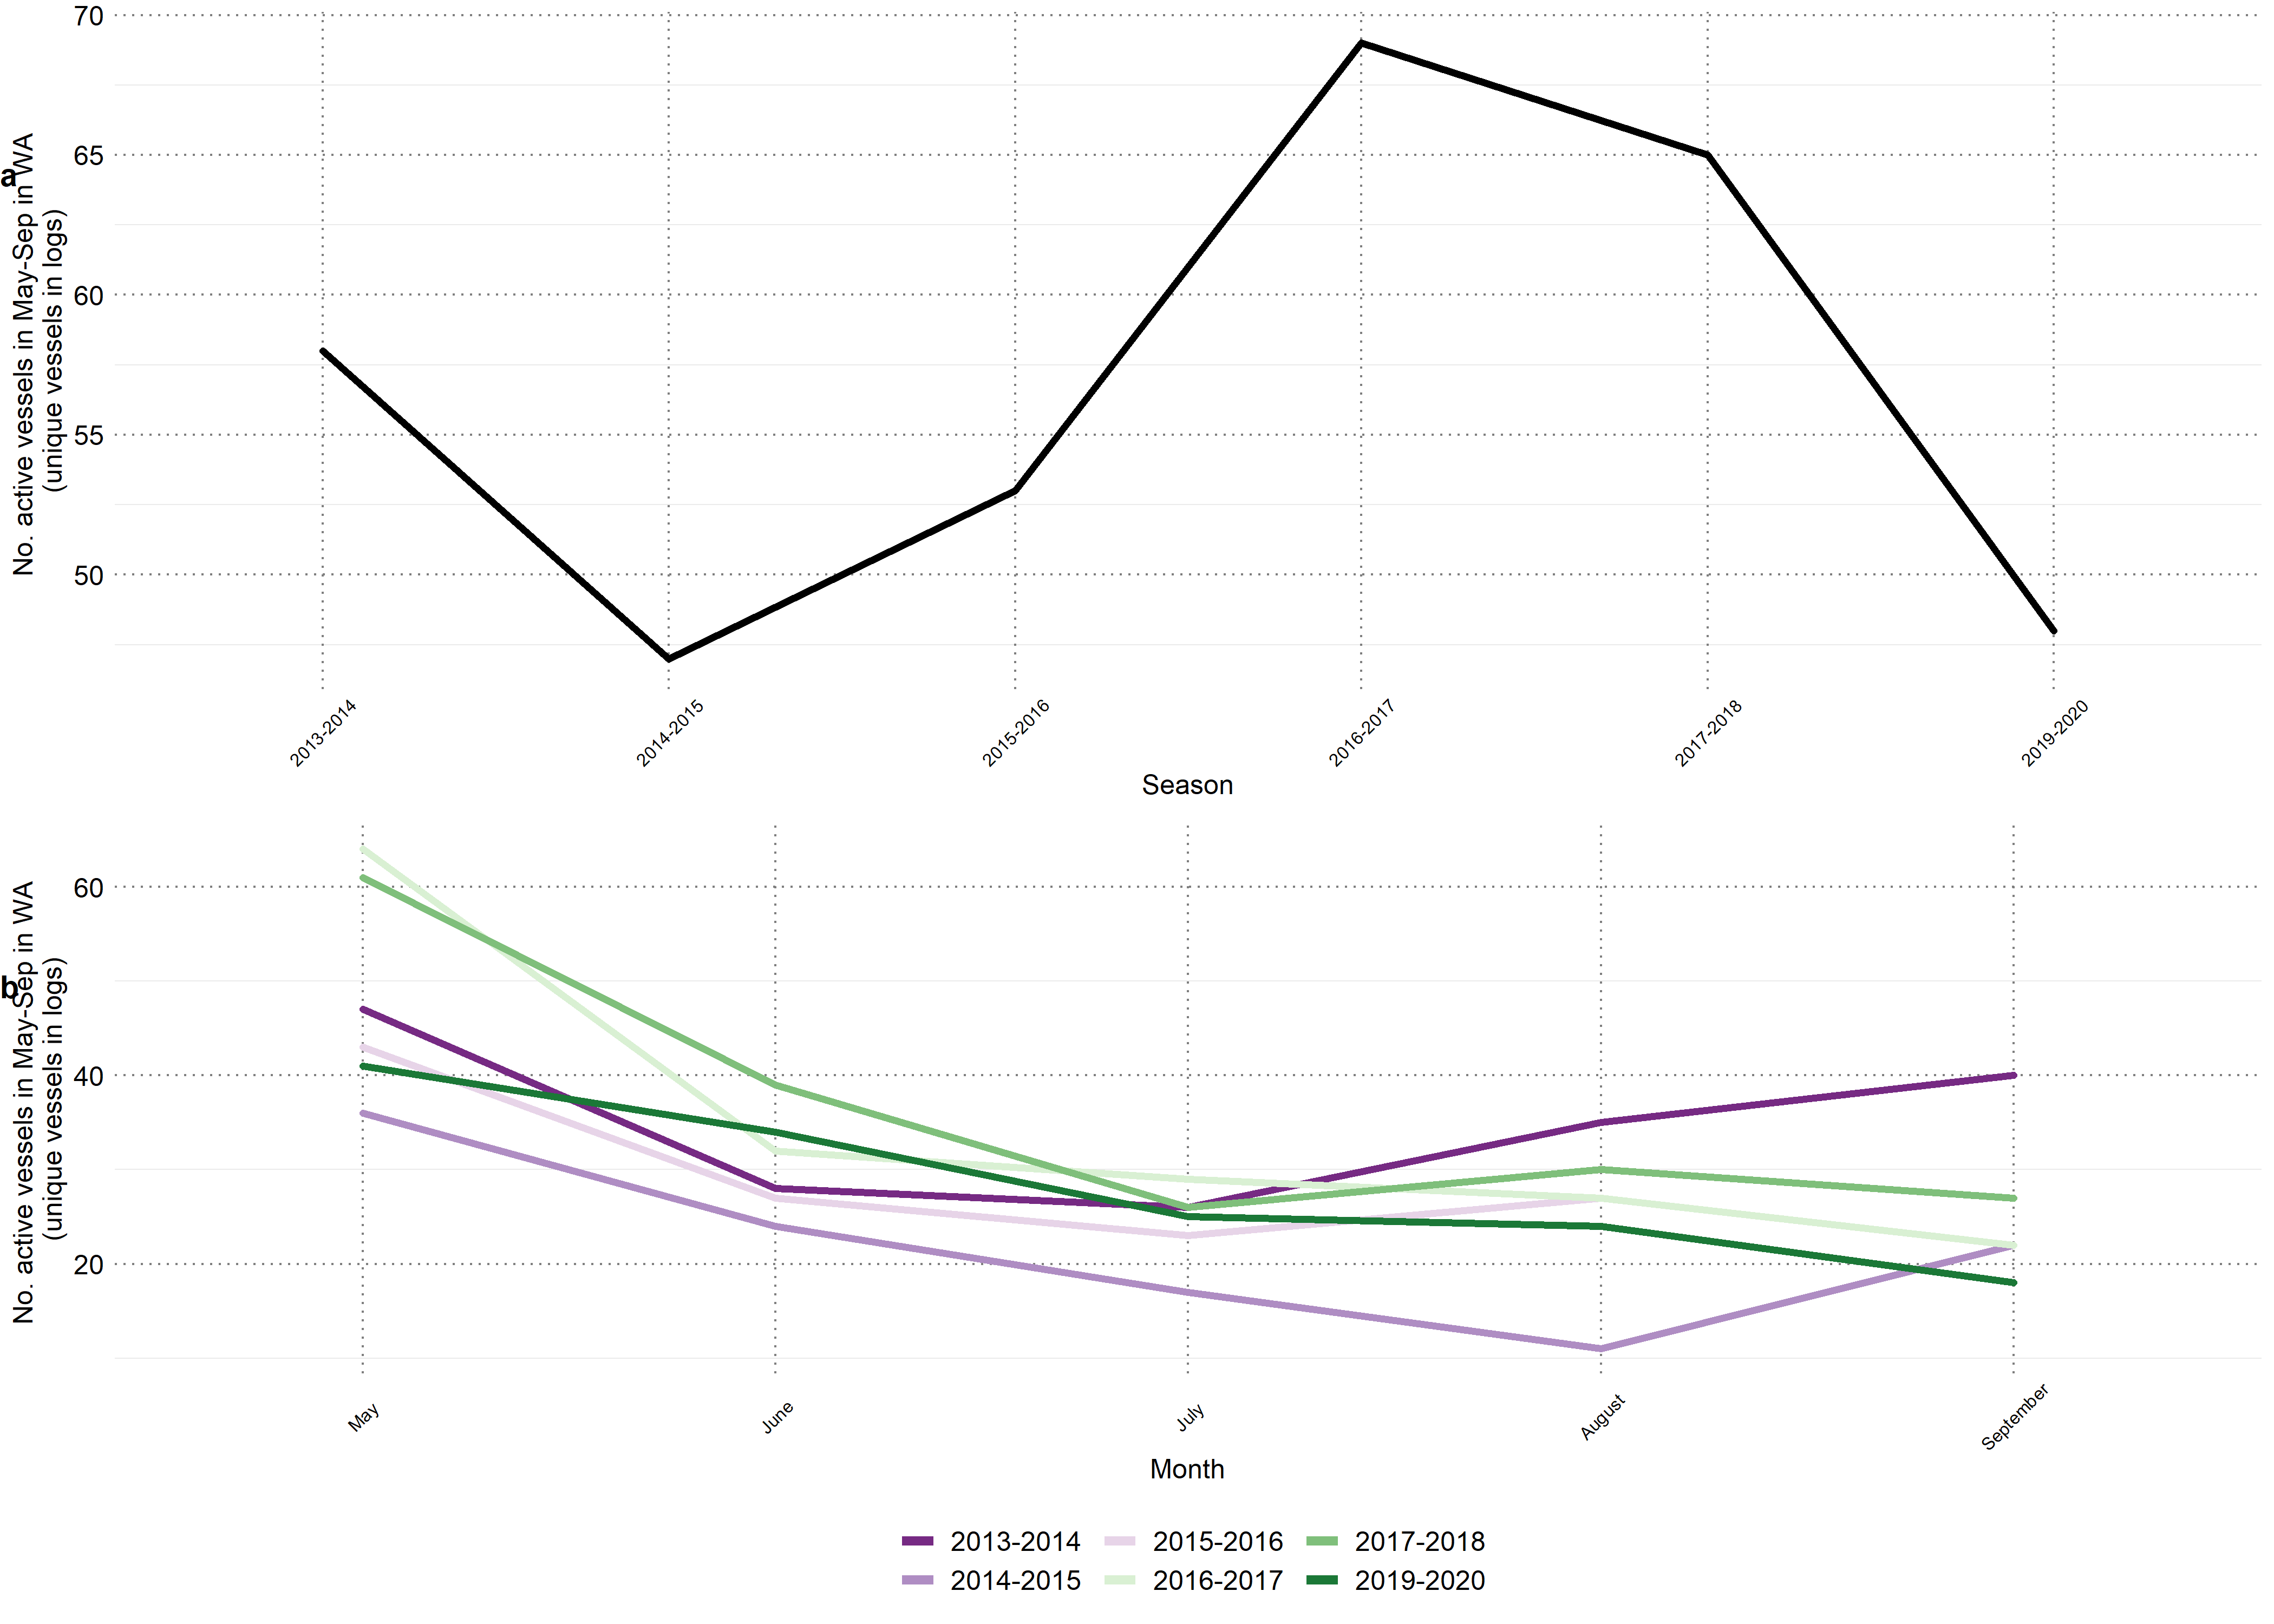 a
No. active vessels in May-Sep in WA
(unique vessels in logs)
70
65
60
55
50
2013-2014
2014-2015
2015-2016
2016-2017
2017-2018
2019-2020
Season
b
No. active vessels in May-Sep in WA
(unique vessels in logs)
60
40
20
May
June
July
August
September
Month
2013-2014
2015-2016
2017-2018
2014-2015
2016-2017
2019-2020